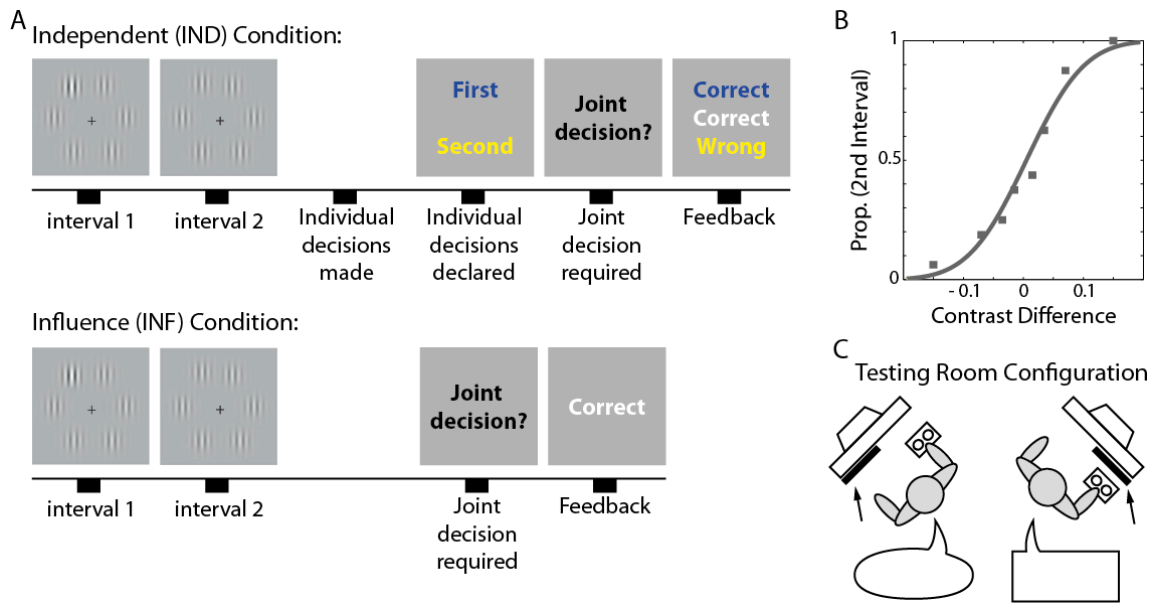 A
Independent (IND) Condition:
First
Second
Joint
decision?
Correct
Correct
Wrong
interval 1
interval 2
Individual
decisions
made
Individual
decisions
declared
Joint
decision
required
Feedback
Influence (INF) Condition:
Joint
decision?
Correct
interval 1
interval 2
Joint
decision
required
Feedback
B
Prop. (2nd Interval)
1
0.5
0
- 0.1
0
0.1
Contrast Difference
C
Testing Room Configuration